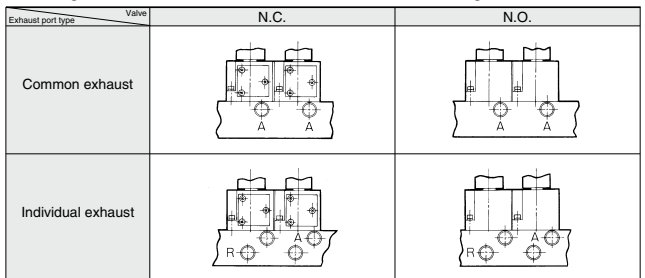 Valve
Exhaust port type
N.C.
N.O.
Common exhaust
A A
A A
Individual exhaust
A
R
A
R